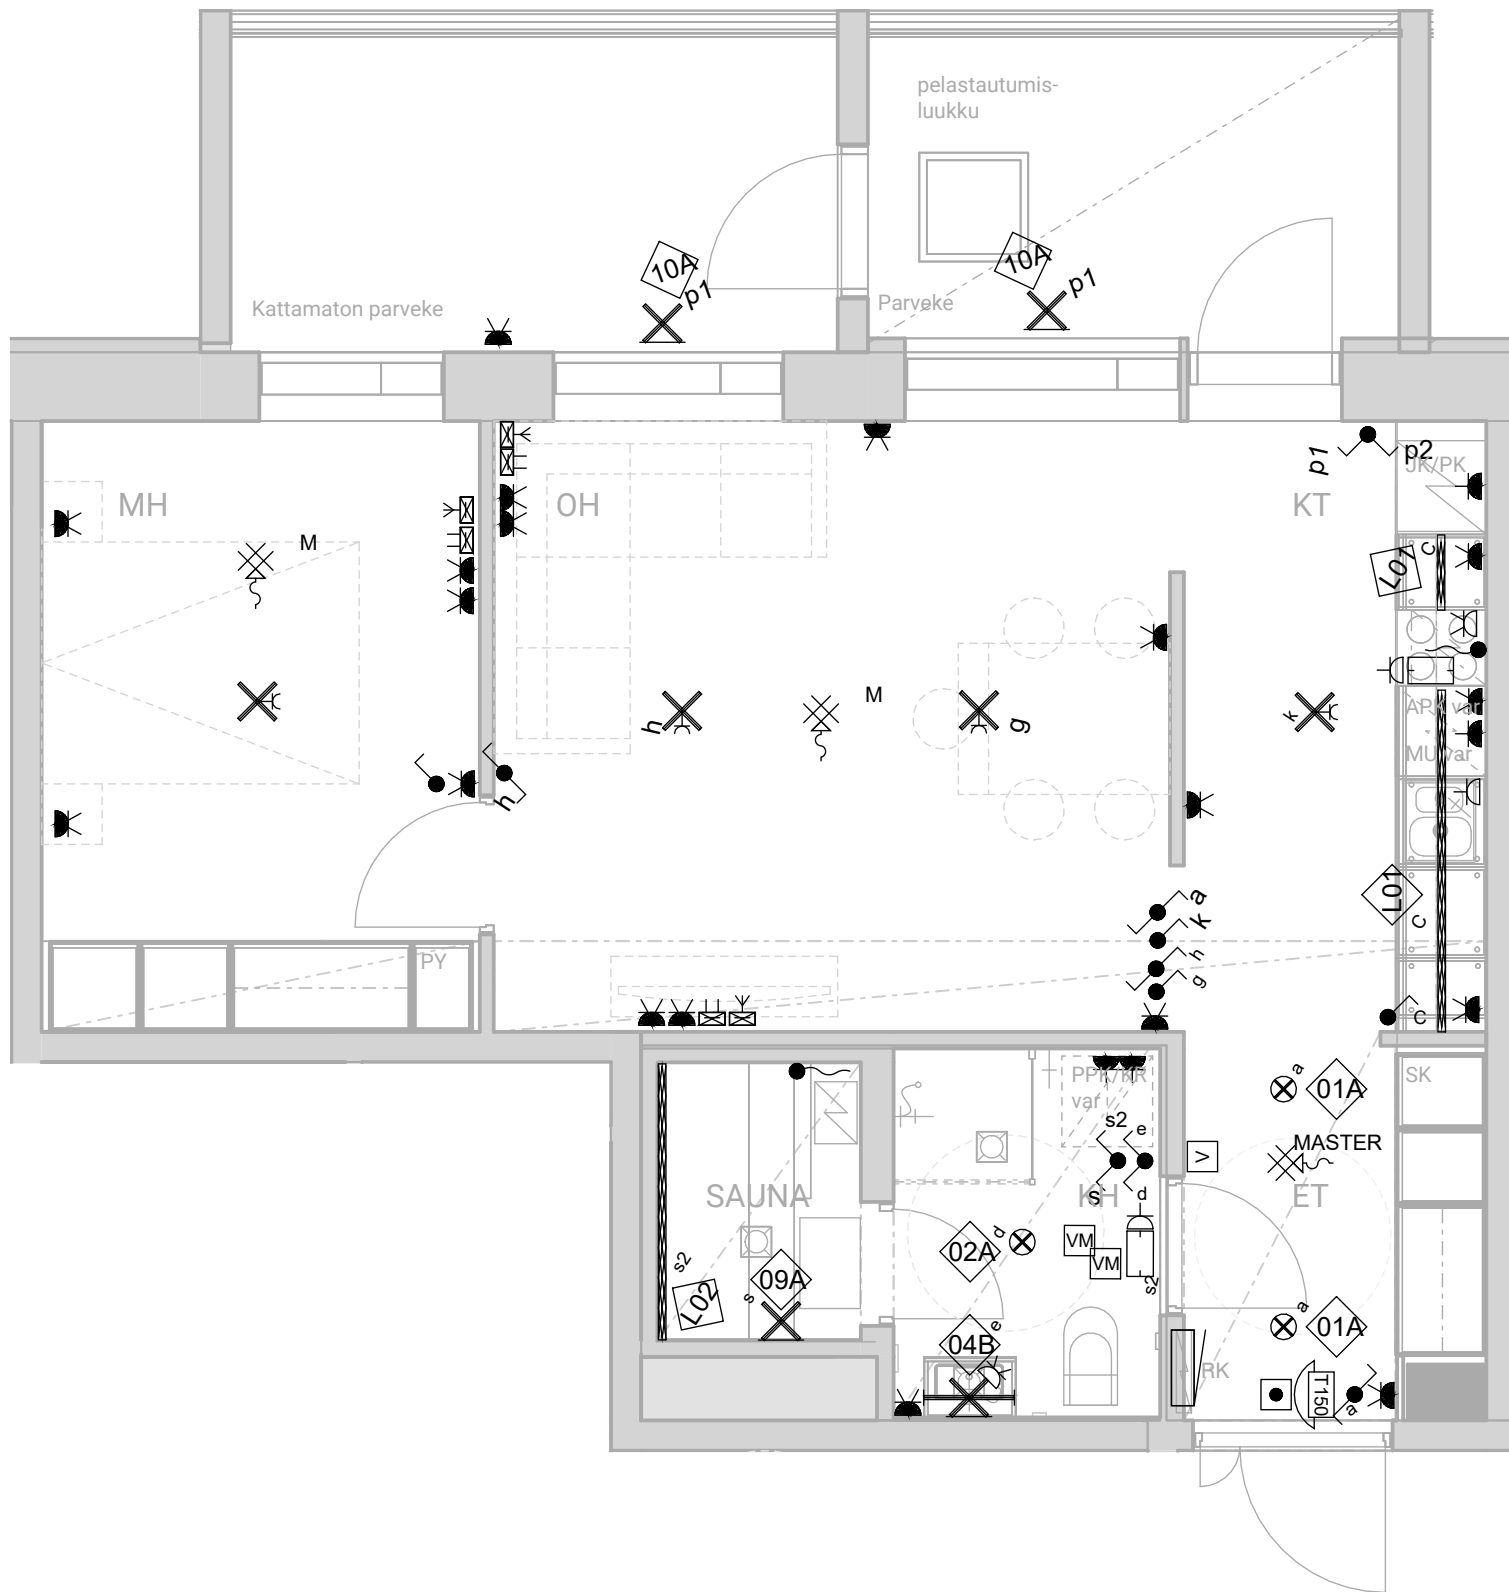 pelastautumis-
luukku
10A
p1
10A
p1
Kattamaton parveke
Parveke
p1
p2
JK/PK
MH
OH
KT
M
L01
C
M
h
g
k
APK var
MU var
h
L01
C
a
k
h
g
C
PY
PPK/KR
var
s2
e
s
d
V
a
01A
SK
MASTER
SAUNA
KH
ET
d
02A
VM
VM
s2
s2
L02
s
09A
e
04B
a
01A
RK
T150
a